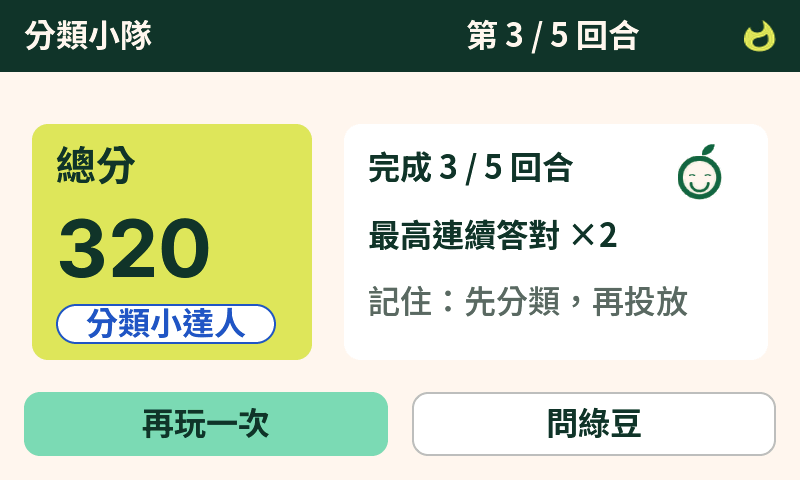 分類小隊
第 3 / 5 回合
總分
320
分類小達人
完成 3 / 5 回合
最高連續答對 ×2
記住：先分類，再投放
再玩一次
問綠豆